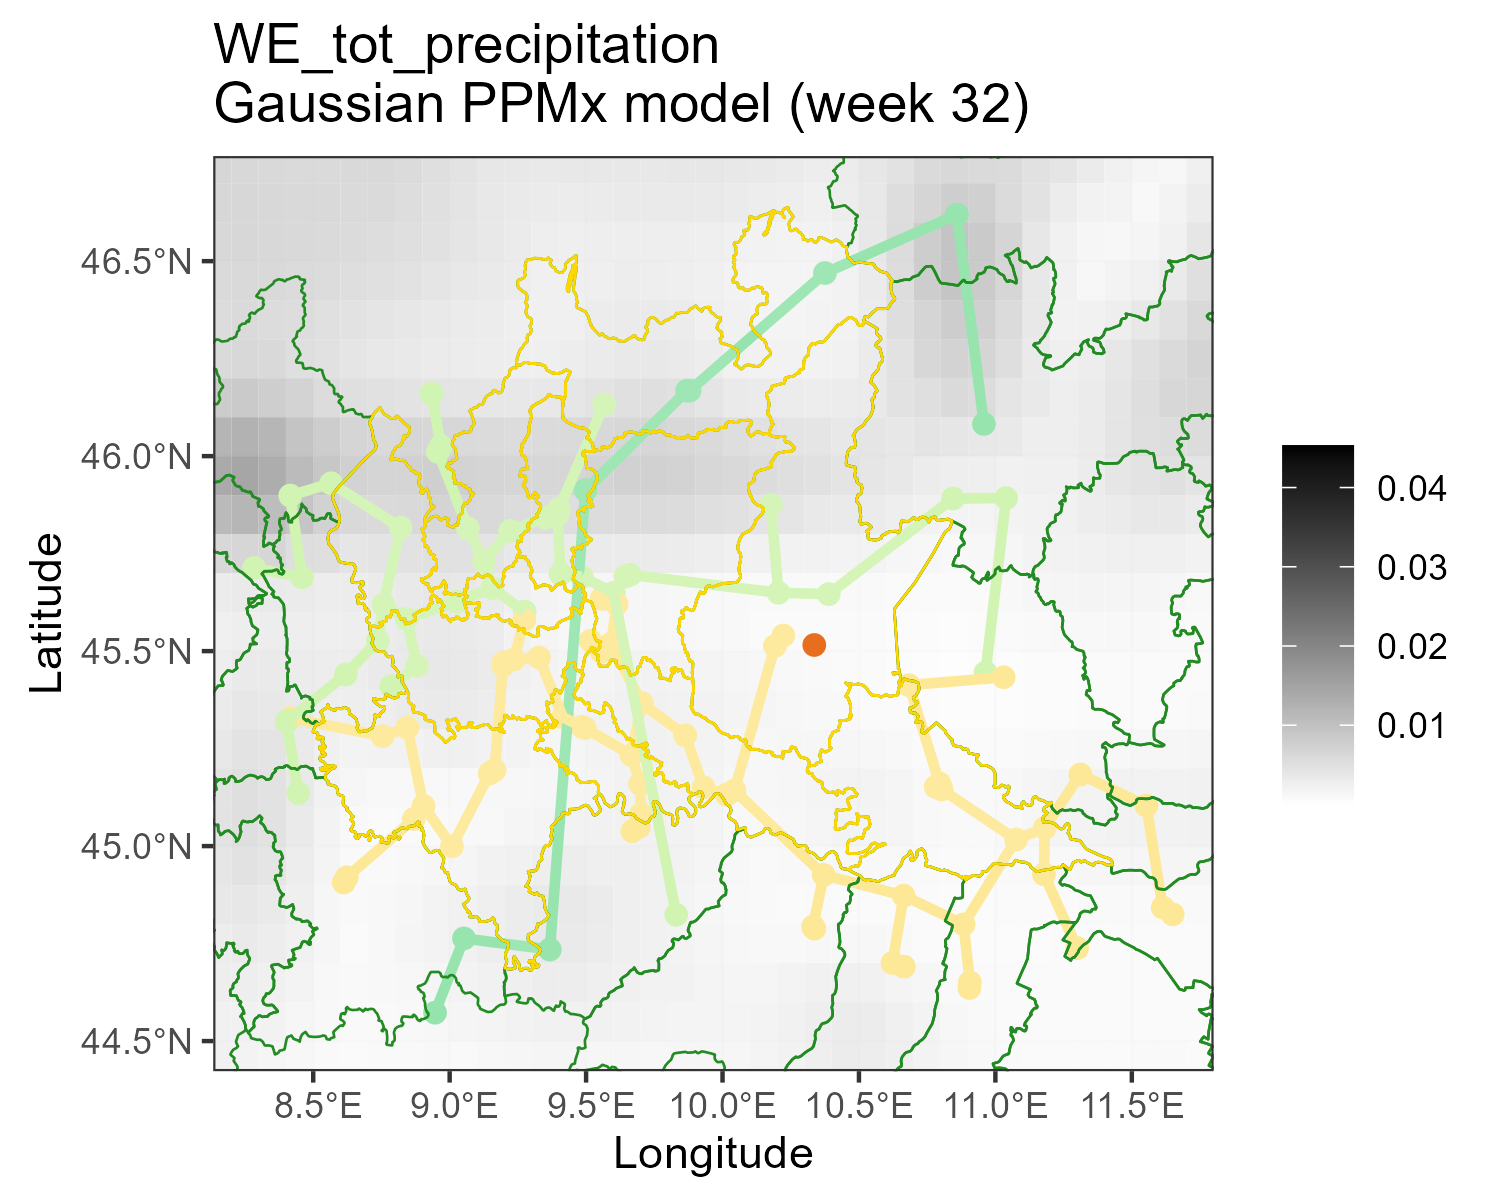 WE_tot_precipitation
Gaussian PPMx model (week 32)
46.5°N
46.0°N
45.5°N
45.0°N
44.5°N
Latitude
8.5°E 9.0°E 9.5°E 10.0°E 10.5°E 11.0°E 11.5°E
Longitude
0.04
0.03
0.02
0.01